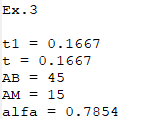 Ex.3
t1 = 0.1667
t = 0.1667
AB = 45
AM = 15
alfa = 0.7854